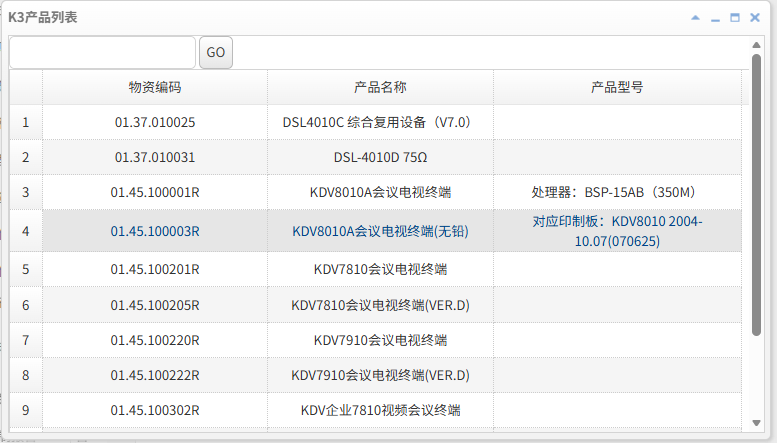 K3产品列表
GO
物资编码 产品名称 产品型号
1 01.37.010025 DSL4010C 综合复用设备（V7.0）
2 01.37.010031 DSL-4010D 75Ω
3 01.45.100001R KDV8010A会议电视终端 处理器：BSP-15AB（350M）
4 01.45.100003R KDV8010A会议电视终端(无铅) 对应印制板：KDV8010 2004-
10.07(070625)
5 01.45.100201R KDV7810会议电视终端
6 01.45.100205R KDV7810会议电视终端(VER.D)
7 01.45.100220R KDV7910会议电视终端
8 01.45.100222R KDV7910会议电视终端(VER.D)
9 01.45.100302R KDV企业7810视频会议终端